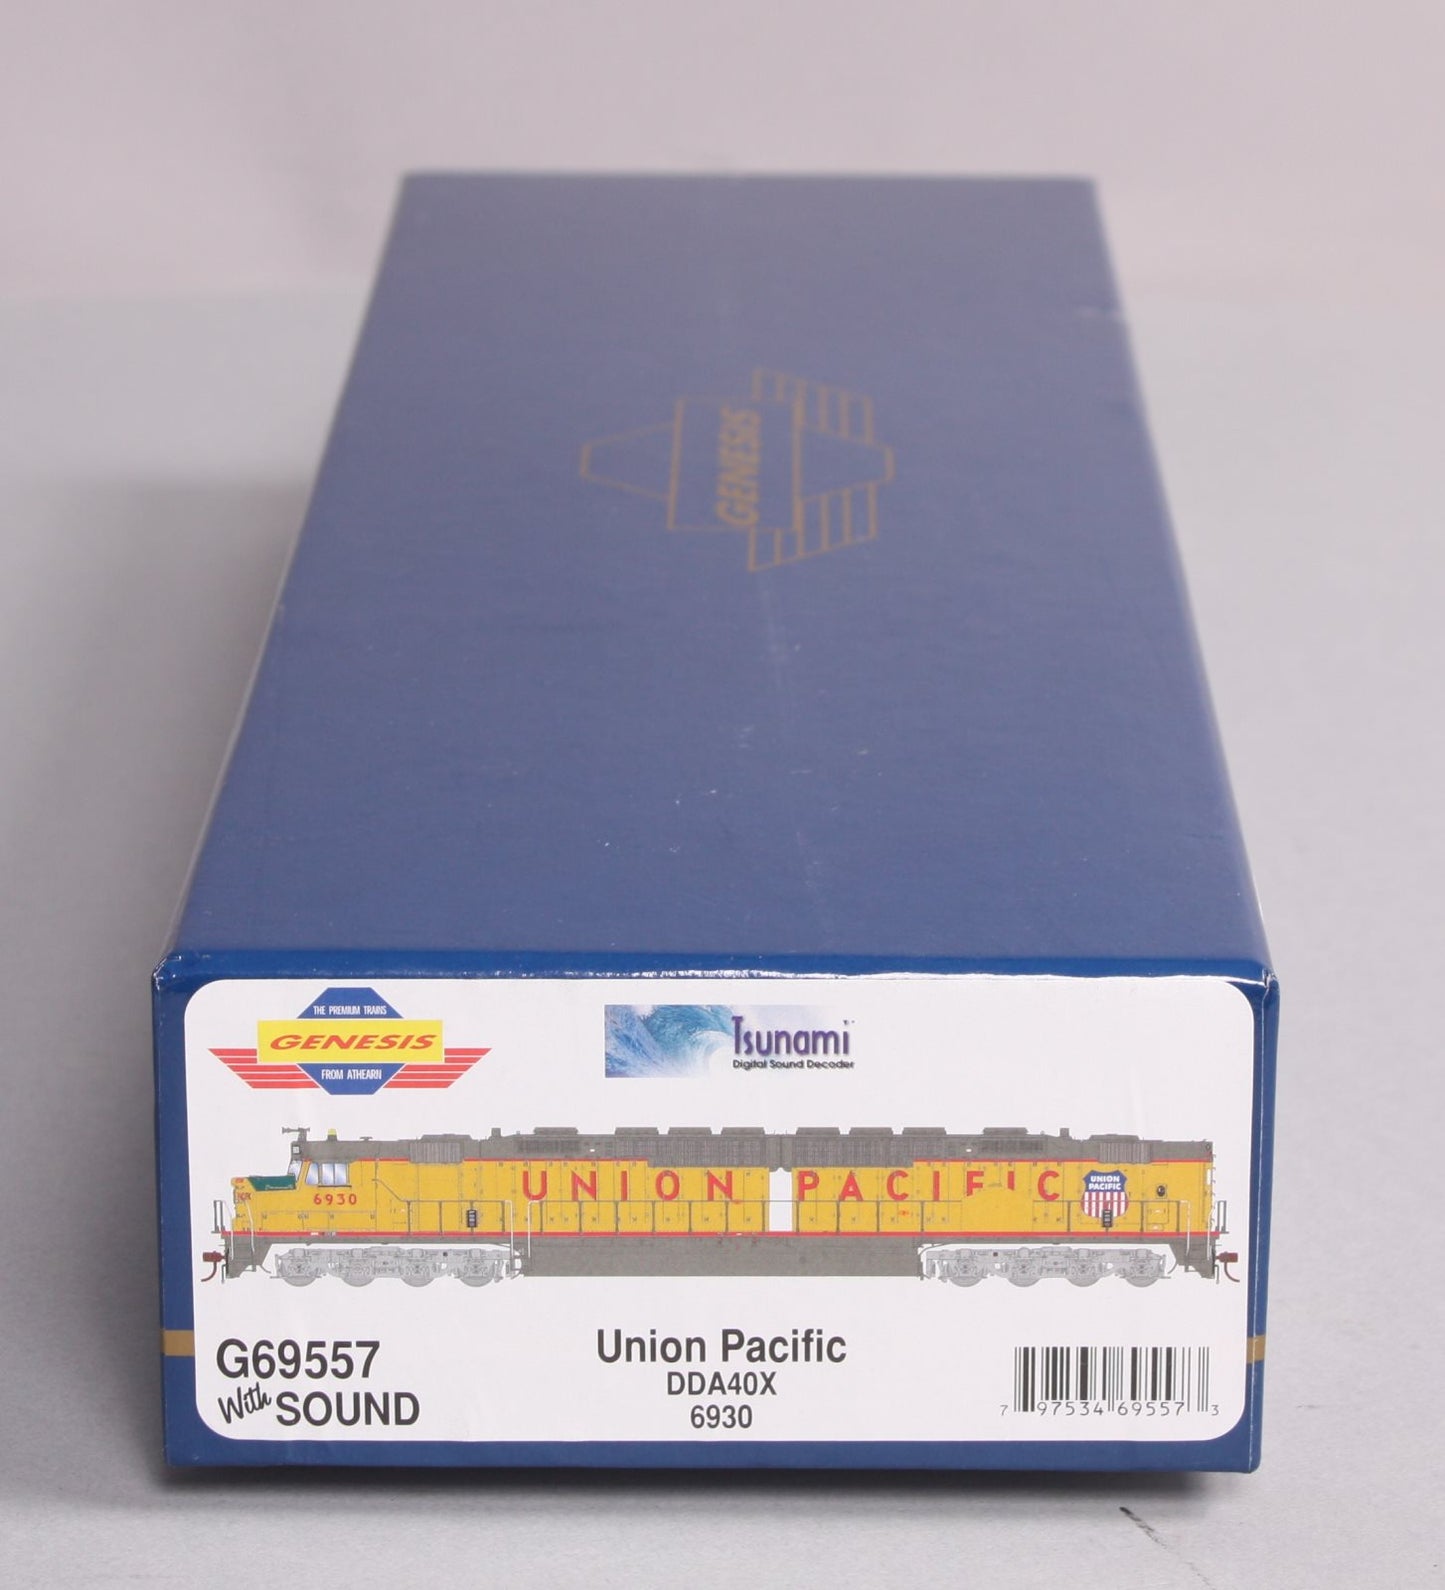 GENESIS
THE PREMIUM TRAINS
GENESIS
FROM ATHEARN
Tsunami
Digital Sound Decoder
6930
UNION PACIFIC
UNION
PACIFIC
G69557
With SOUND
Union Pacific
DDA40X
6930
7 97534 69557 3